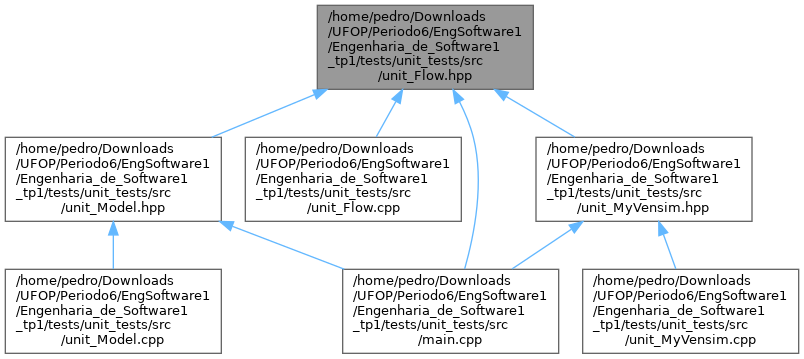 /home/pedro/Downloads
/UFOP/Periodo6/EngSoftware1
/Engenharia_de_Software1
_tp1/tests/unit_tests/src
/unit_Flow.hpp
/home/pedro/Downloads
/UFOP/Periodo6/EngSoftware1
/Engenharia_de_Software1
_tp1/tests/unit_tests/src
/unit_Model.hpp
/home/pedro/Downloads
/UFOP/Periodo6/EngSoftware1
/Engenharia_de_Software1
_tp1/tests/unit_tests/src
/unit_Flow.cpp
/home/pedro/Downloads
/UFOP/Periodo6/EngSoftware1
/Engenharia_de_Software1
_tp1/tests/unit_tests/src
/unit_MyVensim.hpp
/home/pedro/Downloads
/UFOP/Periodo6/EngSoftware1
/Engenharia_de_Software1
_tp1/tests/unit_tests/src
/unit_Model.cpp
/home/pedro/Downloads
/UFOP/Periodo6/EngSoftware1
/Engenharia_de_Software1
_tp1/tests/unit_tests/src
/main.cpp
/home/pedro/Downloads
/UFOP/Periodo6/EngSoftware1
/Engenharia_de_Software1
_tp1/tests/unit_tests/src
/unit_MyVensim.cpp